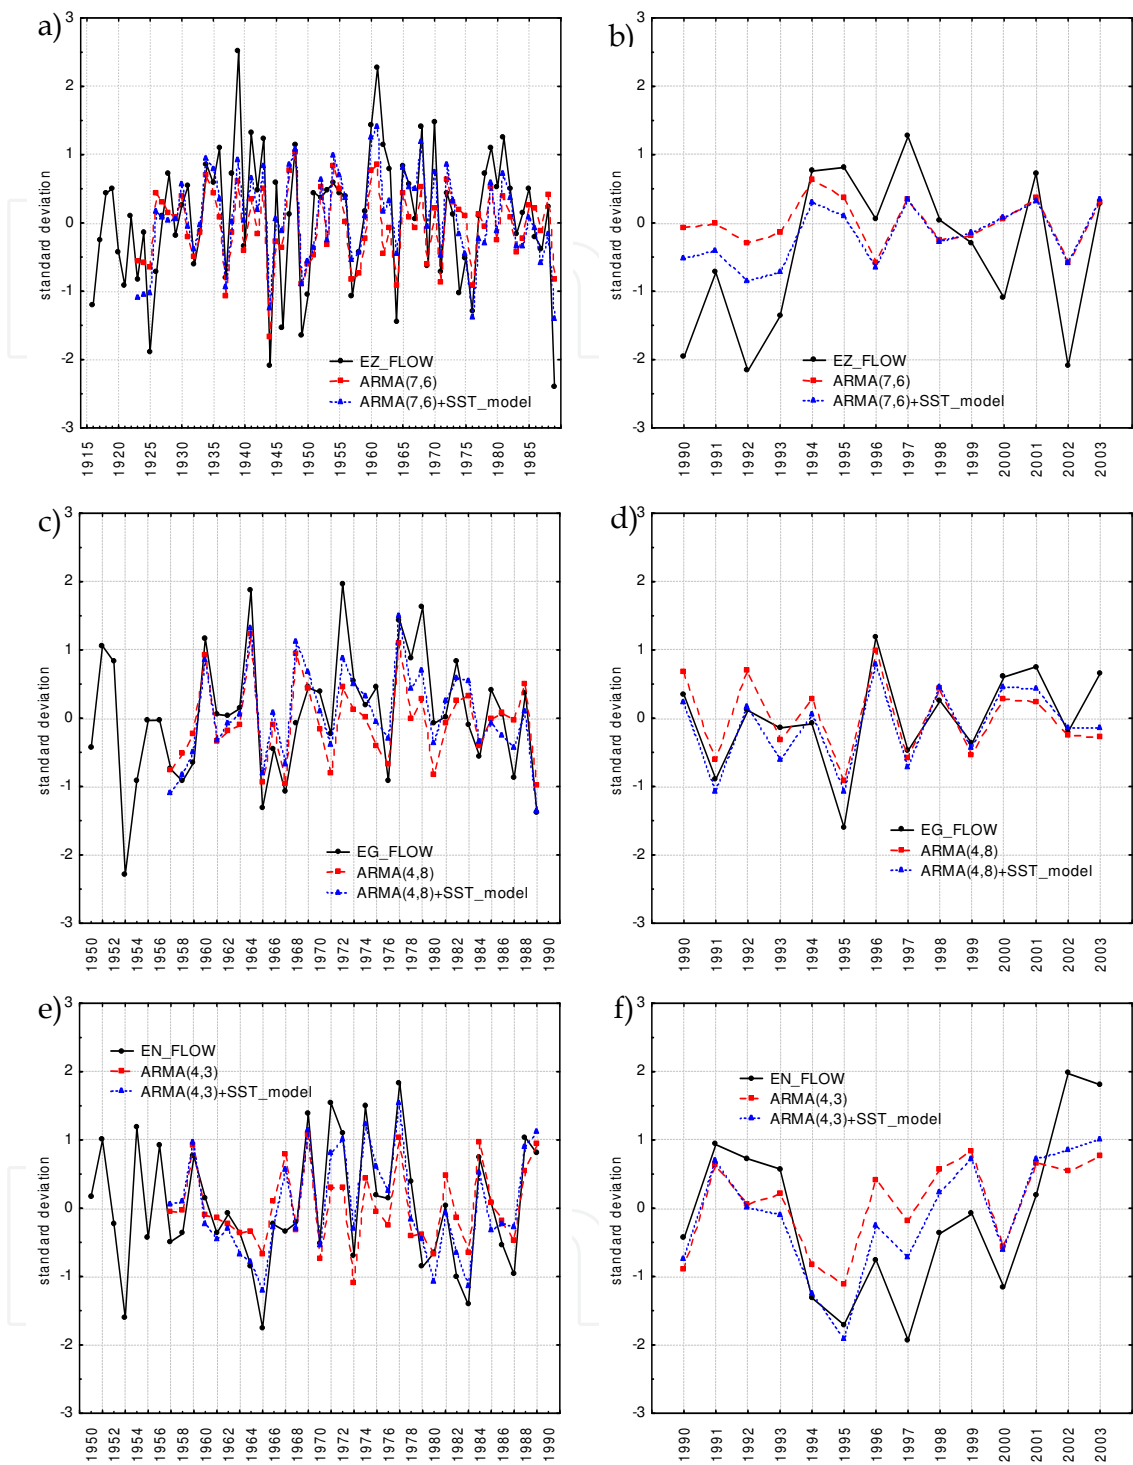 a)
3
2
1
0
-1
-2
-3
standard deviation
EZ_FLOW
ARMA(7,6)
ARMA(7,6)+SST_model
1915 1920 1925 1930 1935 1940 1945 1950 1955 1960 1965 1970 1975 1980 1985
b)
3
2
1
0
-1
-2
-3
standard deviation
EZ_FLOW
ARMA(7,6)
ARMA(7,6)+SST_model
1990 1991 1992 1993 1994 1995 1996 1997 1998 1999 2000 2001 2002 2003
c)
3
2
1
0
-1
-2
-3
standard deviation
EG_FLOW
ARMA(4,8)
ARMA(4,8)+SST_model
1950 1952 1954 1956 1958 1960 1962 1964 1966 1968 1970 1972 1974 1976 1978 1980 1982 1984 1986 1988 1990
d)
3
2
1
0
-1
-2
-3
standard deviation
EG_FLOW
ARMA(4,8)
ARMA(4,8)+SST_model
1990 1991 1992 1993 1994 1995 1996 1997 1998 1999 2000 2001 2002 2003
e)
3
2
1
0
-1
-2
-3
standard deviation
EN_FLOW
ARMA(4,3)
ARMA(4,3)+SST_model
1950 1952 1954 1956 1958 1960 1962 1964 1966 1968 1970 1972 1974 1976 1978 1980 1982 1984 1986 1988 1990
f)
3
2
1
0
-1
-2
-3
standard deviation
EN_FLOW
ARMA(4,3)
ARMA(4,3)+SST_model
1990 1991 1992 1993 1994 1995 1996 1997 1998 1999 2000 2001 2002 2003